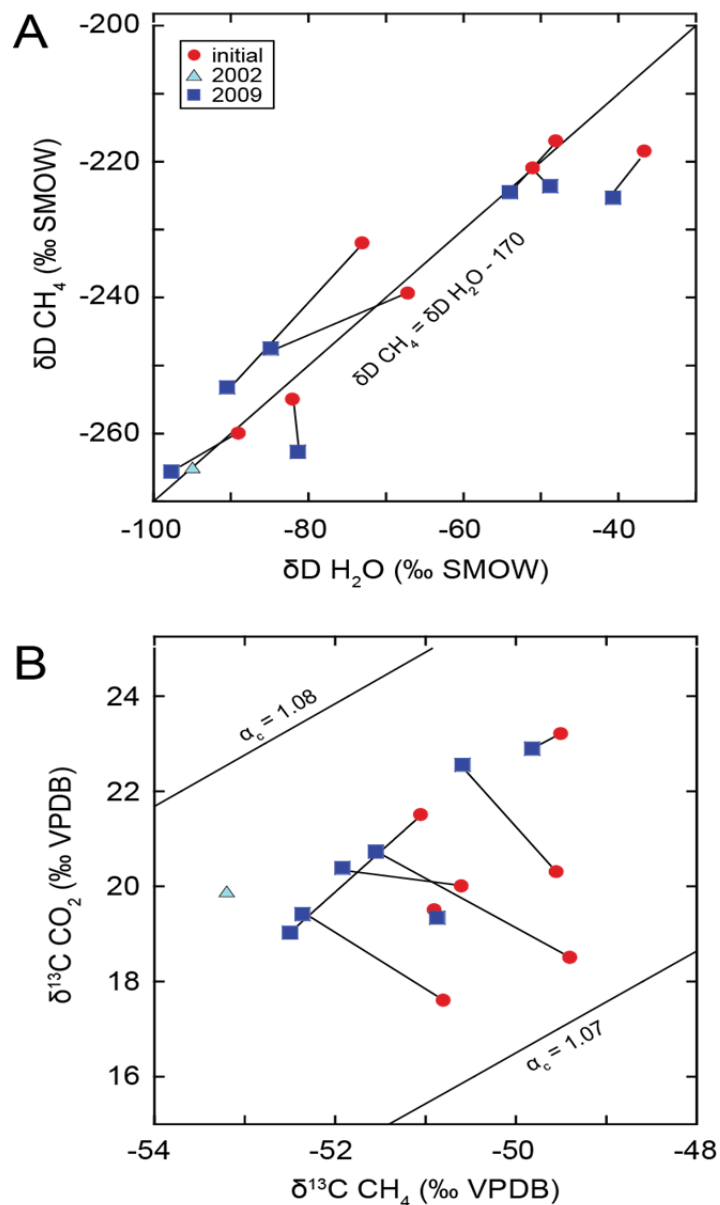 A
-200
-220
-240
-260
δD CH₄ (‰ SMOW)
initial
2002
2009
δD CH₄ = δD H₂O - 170
-100
-80
-60
-40
δD H₂O (‰ SMOW)
B
24
22
20
18
16
δ¹³C CO₂ (‰ VPDB)
α꜀ = 1.08
α꜀ = 1.07
-54
-52
-50
-48
δ¹³C CH₄ (‰ VPDB)